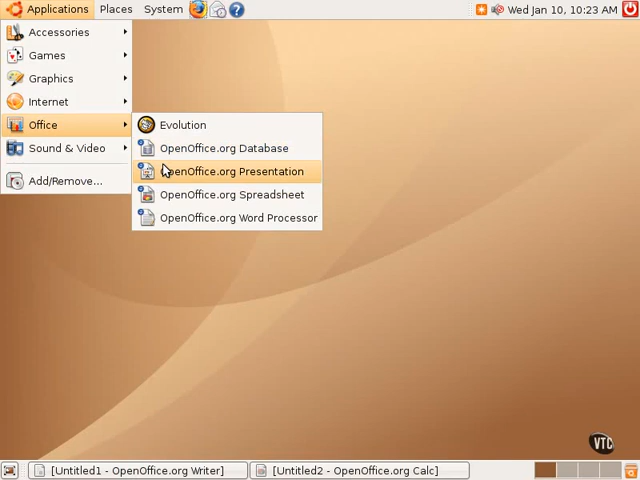 Applications Places System Wed Jan 10, 10:23 AM
Accessories
Games
Graphics
Internet
Office
Sound & Video
Add/Remove...
Evolution
OpenOffice.org Database
OpenOffice.org Presentation
OpenOffice.org Spreadsheet
OpenOffice.org Word Processor
VTC
[Untitled1 - OpenOffice.org Writer] [Untitled2 - OpenOffice.org Calc]